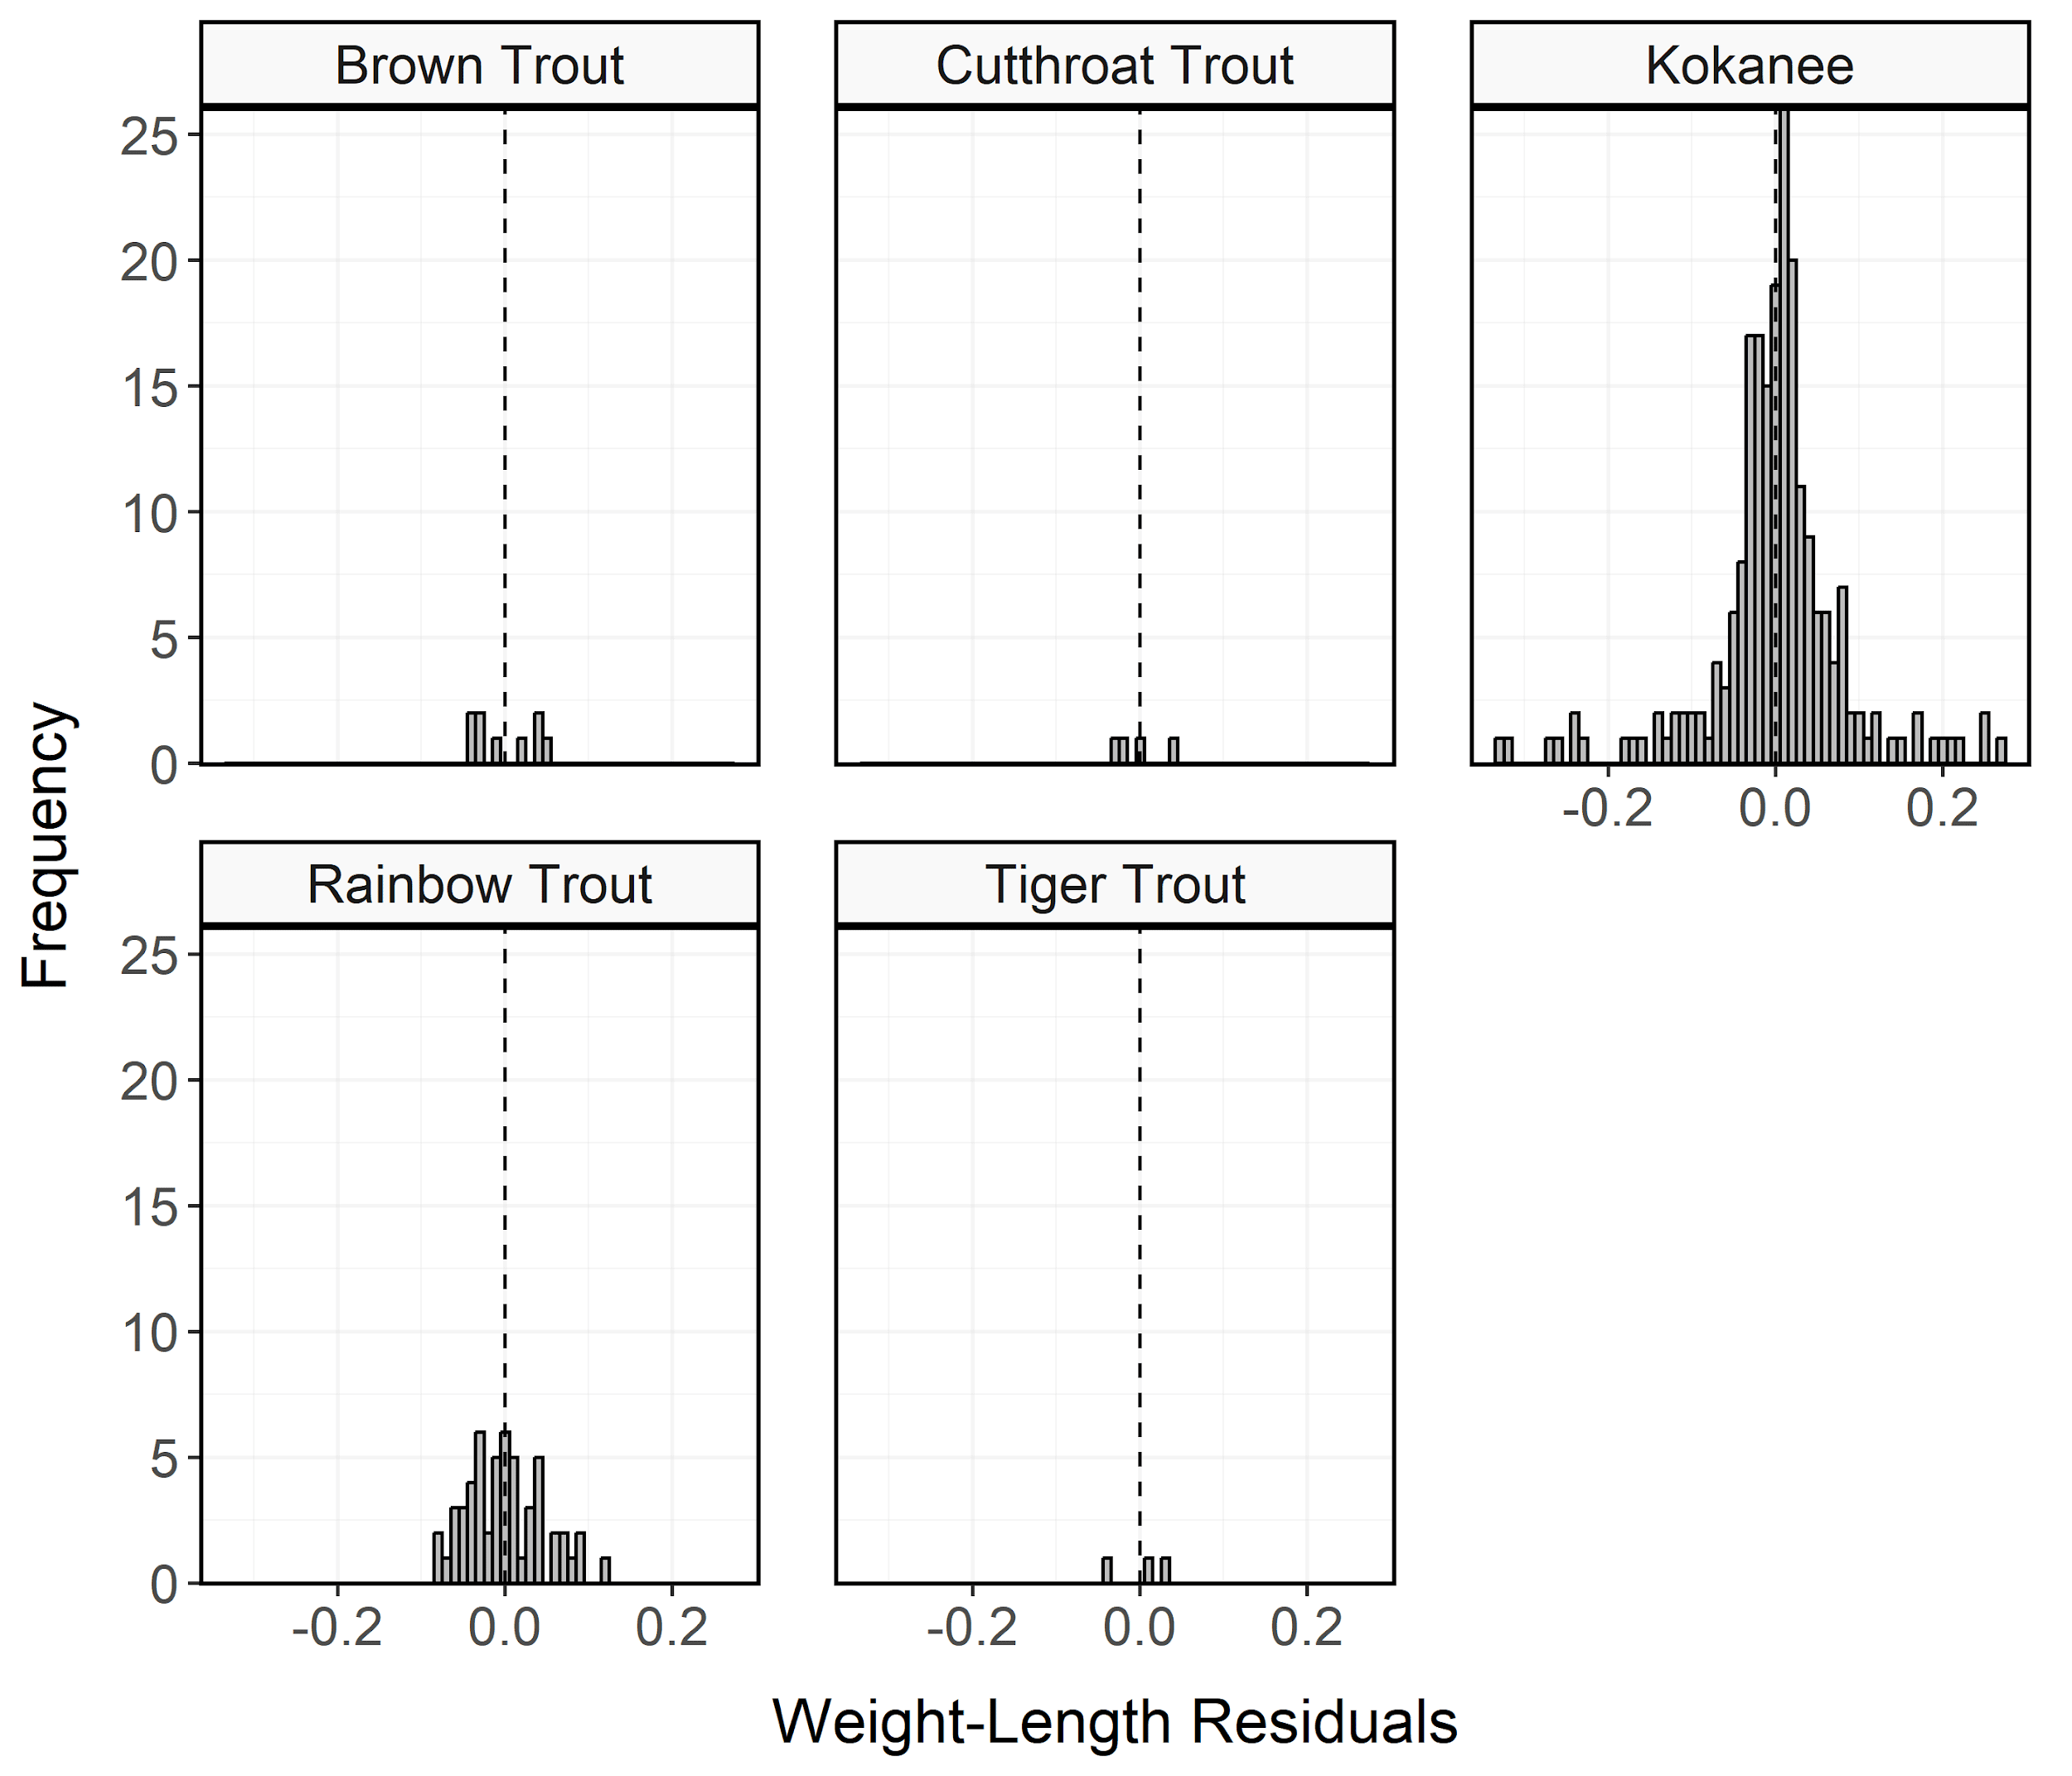 Brown Trout
Cutthroat Trout
Kokanee
25
20
15
10
5
0
-0.2 0.0 0.2
Frequency
Rainbow Trout
Tiger Trout
25
20
15
10
5
0
-0.2 0.0 0.2
-0.2 0.0 0.2
Weight-Length Residuals